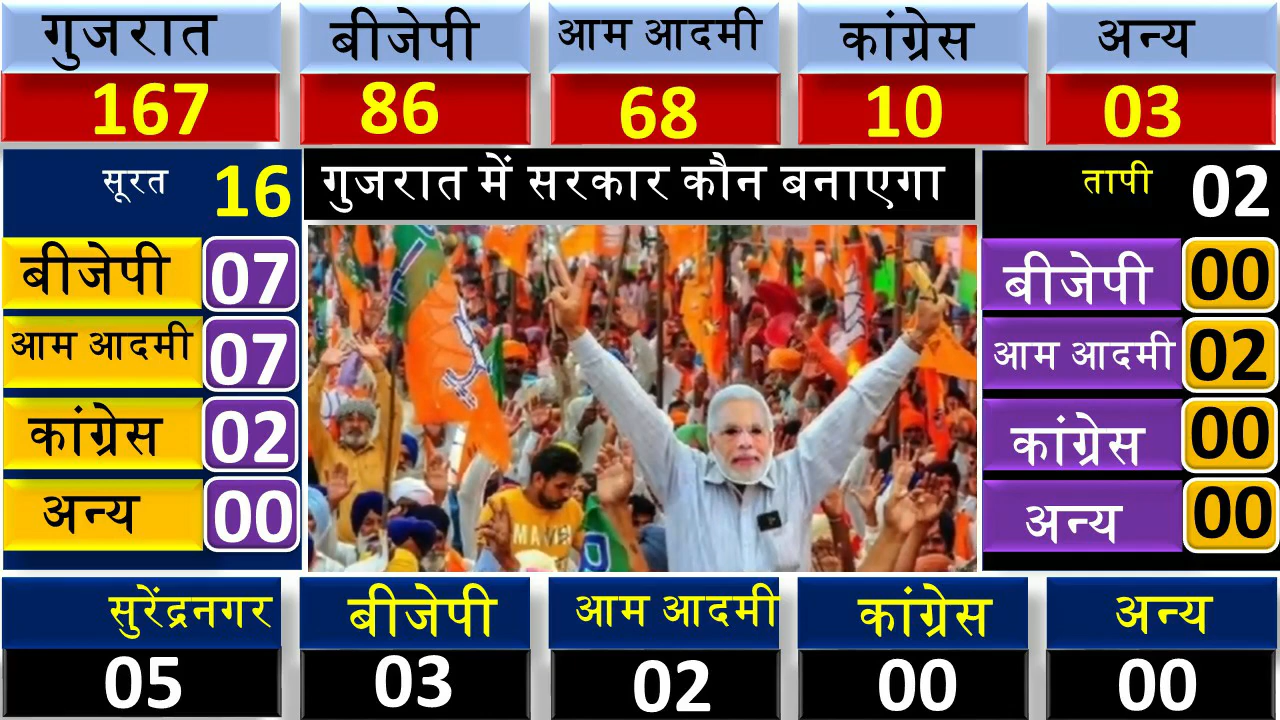 गुजरात बीजेपी आम आदमी कांग्रेस अन्य
167 86 68 10 03
सूरत 16
गुजरात में सरकार कौन बनाएगा
तापी 02
बीजेपी 07
आम आदमी 07
कांग्रेस 02
अन्य 00
MAVEN
बीजेपी 00
आम आदमी 02
कांग्रेस 00
अन्य 00
सुरेंद्रनगर बीजेपी आम आदमी कांग्रेस अन्य
05 03 02 00 00